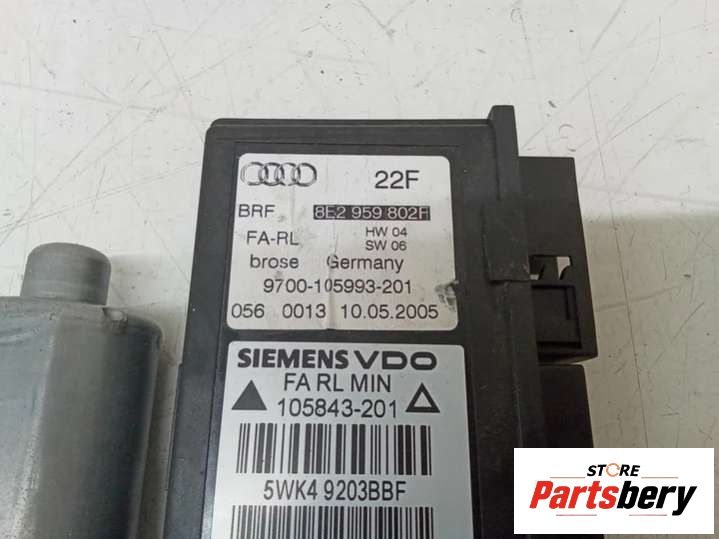 22F
BRF 8E2 959 802H
FA-RL HW 04
SW 06
brose Germany
9700-105993-201
056 0013 10.05.2005
SIEMENS VDO
FA RL MIN
105843-201
5WK4 9203BBF
STORE
Partsbery